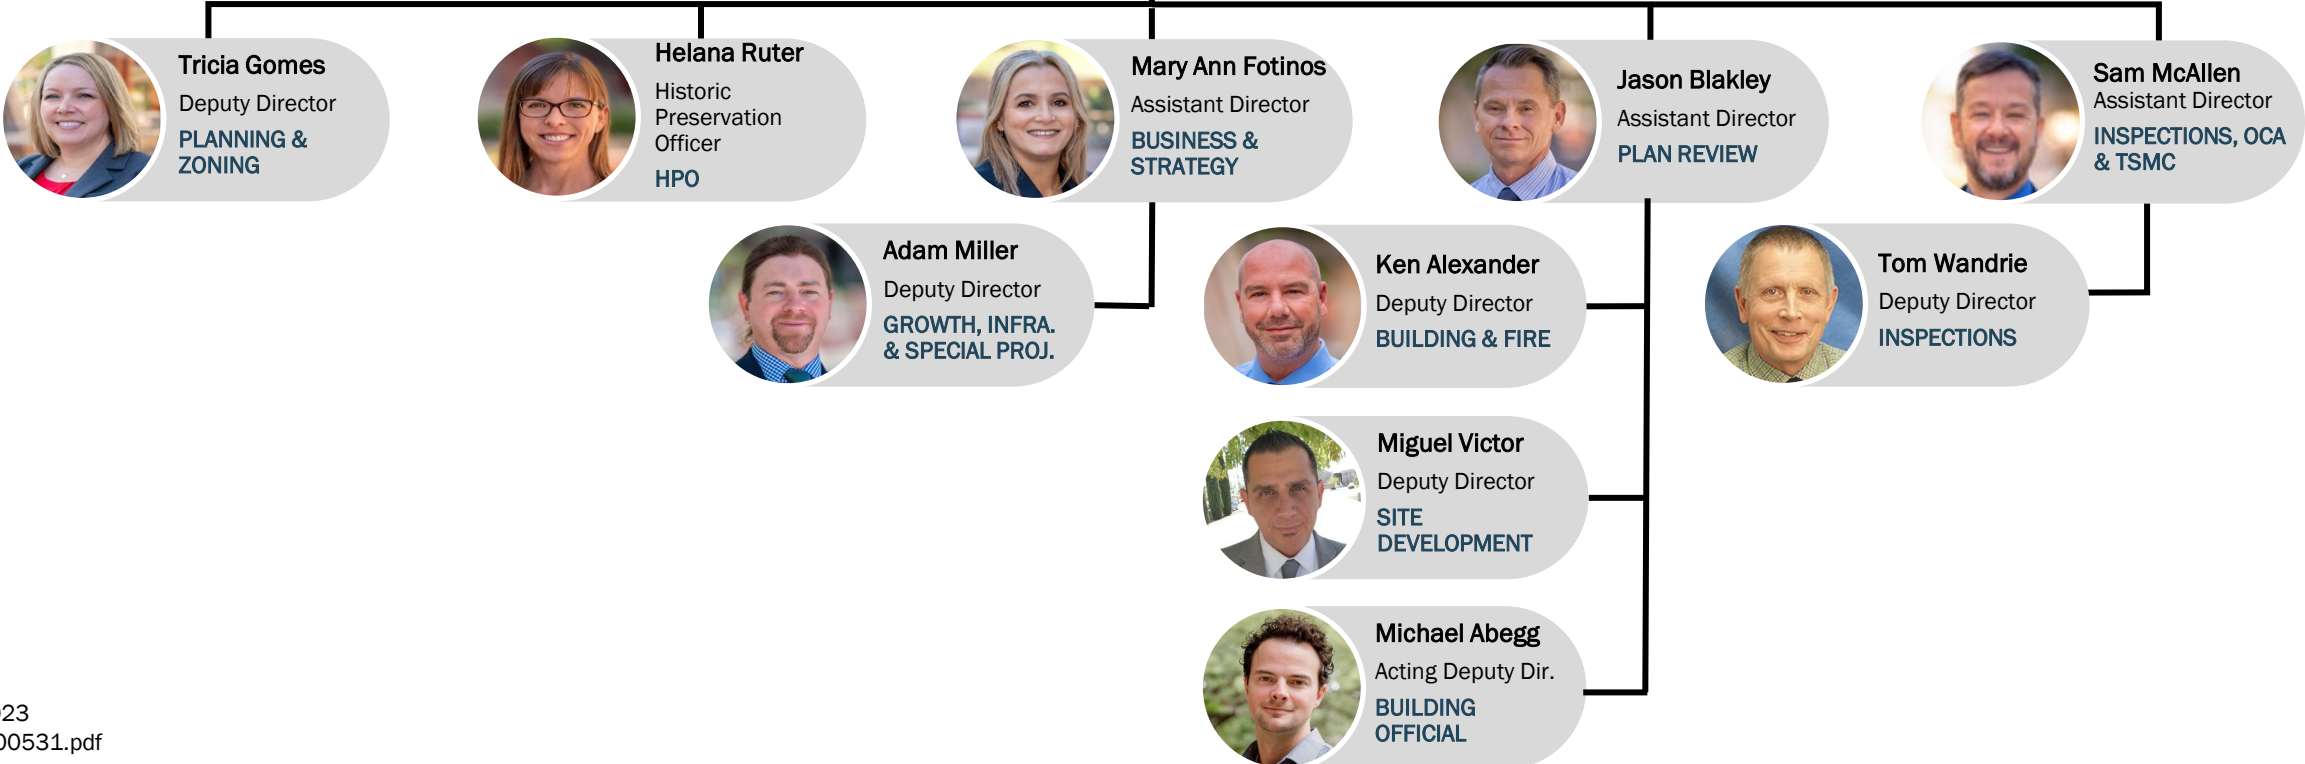 Tricia Gomes
Deputy Director
PLANNING &
ZONING
Helana Ruter
Historic
Preservation
Officer
HPO
Mary Ann Fotinos
Assistant Director
BUSINESS &
STRATEGY
Jason Blakley
Assistant Director
PLAN REVIEW
Sam McAllen
Assistant Director
INSPECTIONS, OCA
& TSMC
Adam Miller
Deputy Director
GROWTH, INFRA.
& SPECIAL PROJ.
Ken Alexander
Deputy Director
BUILDING & FIRE
Tom Wandrie
Deputy Director
INSPECTIONS
Miguel Victor
Deputy Director
SITE
DEVELOPMENT
Michael Abegg
Acting Deputy Dir.
BUILDING
OFFICIAL
23
00531.pdf